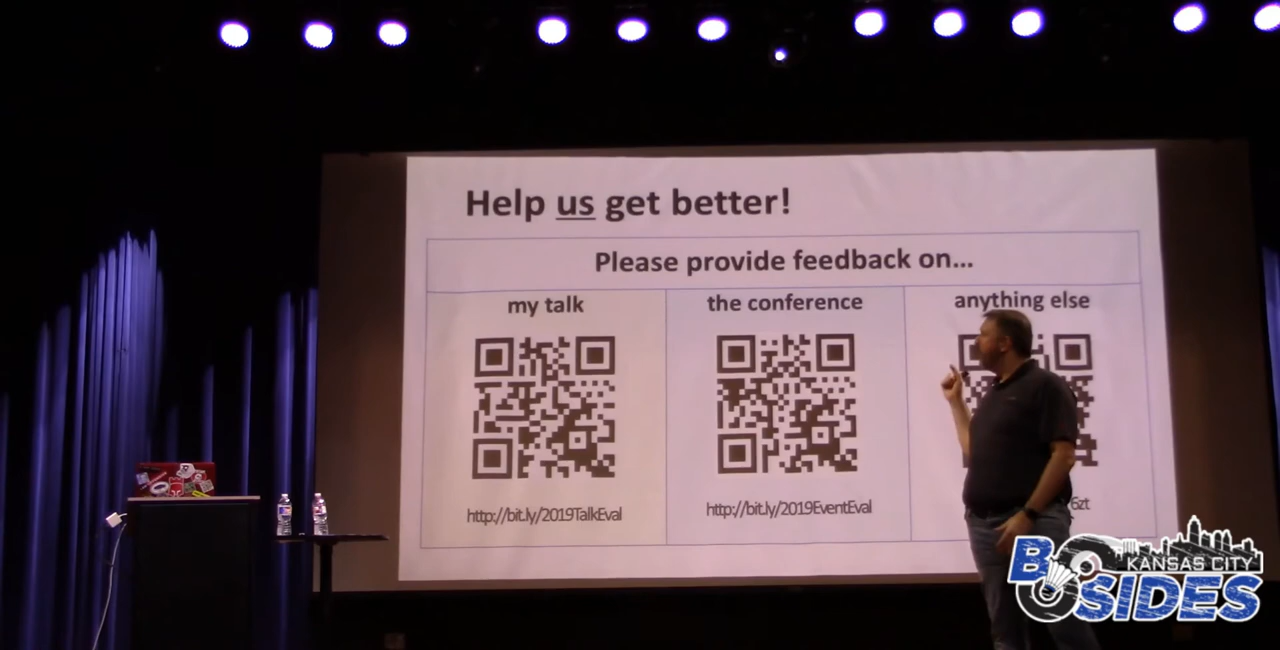 Help us get better!
Please provide feedback on...
my talk
the conference
anything else
http://bit.ly/2019TalkEval
http://bit.ly/2019EventEval
6zt
KANSAS CITY
BSIDES